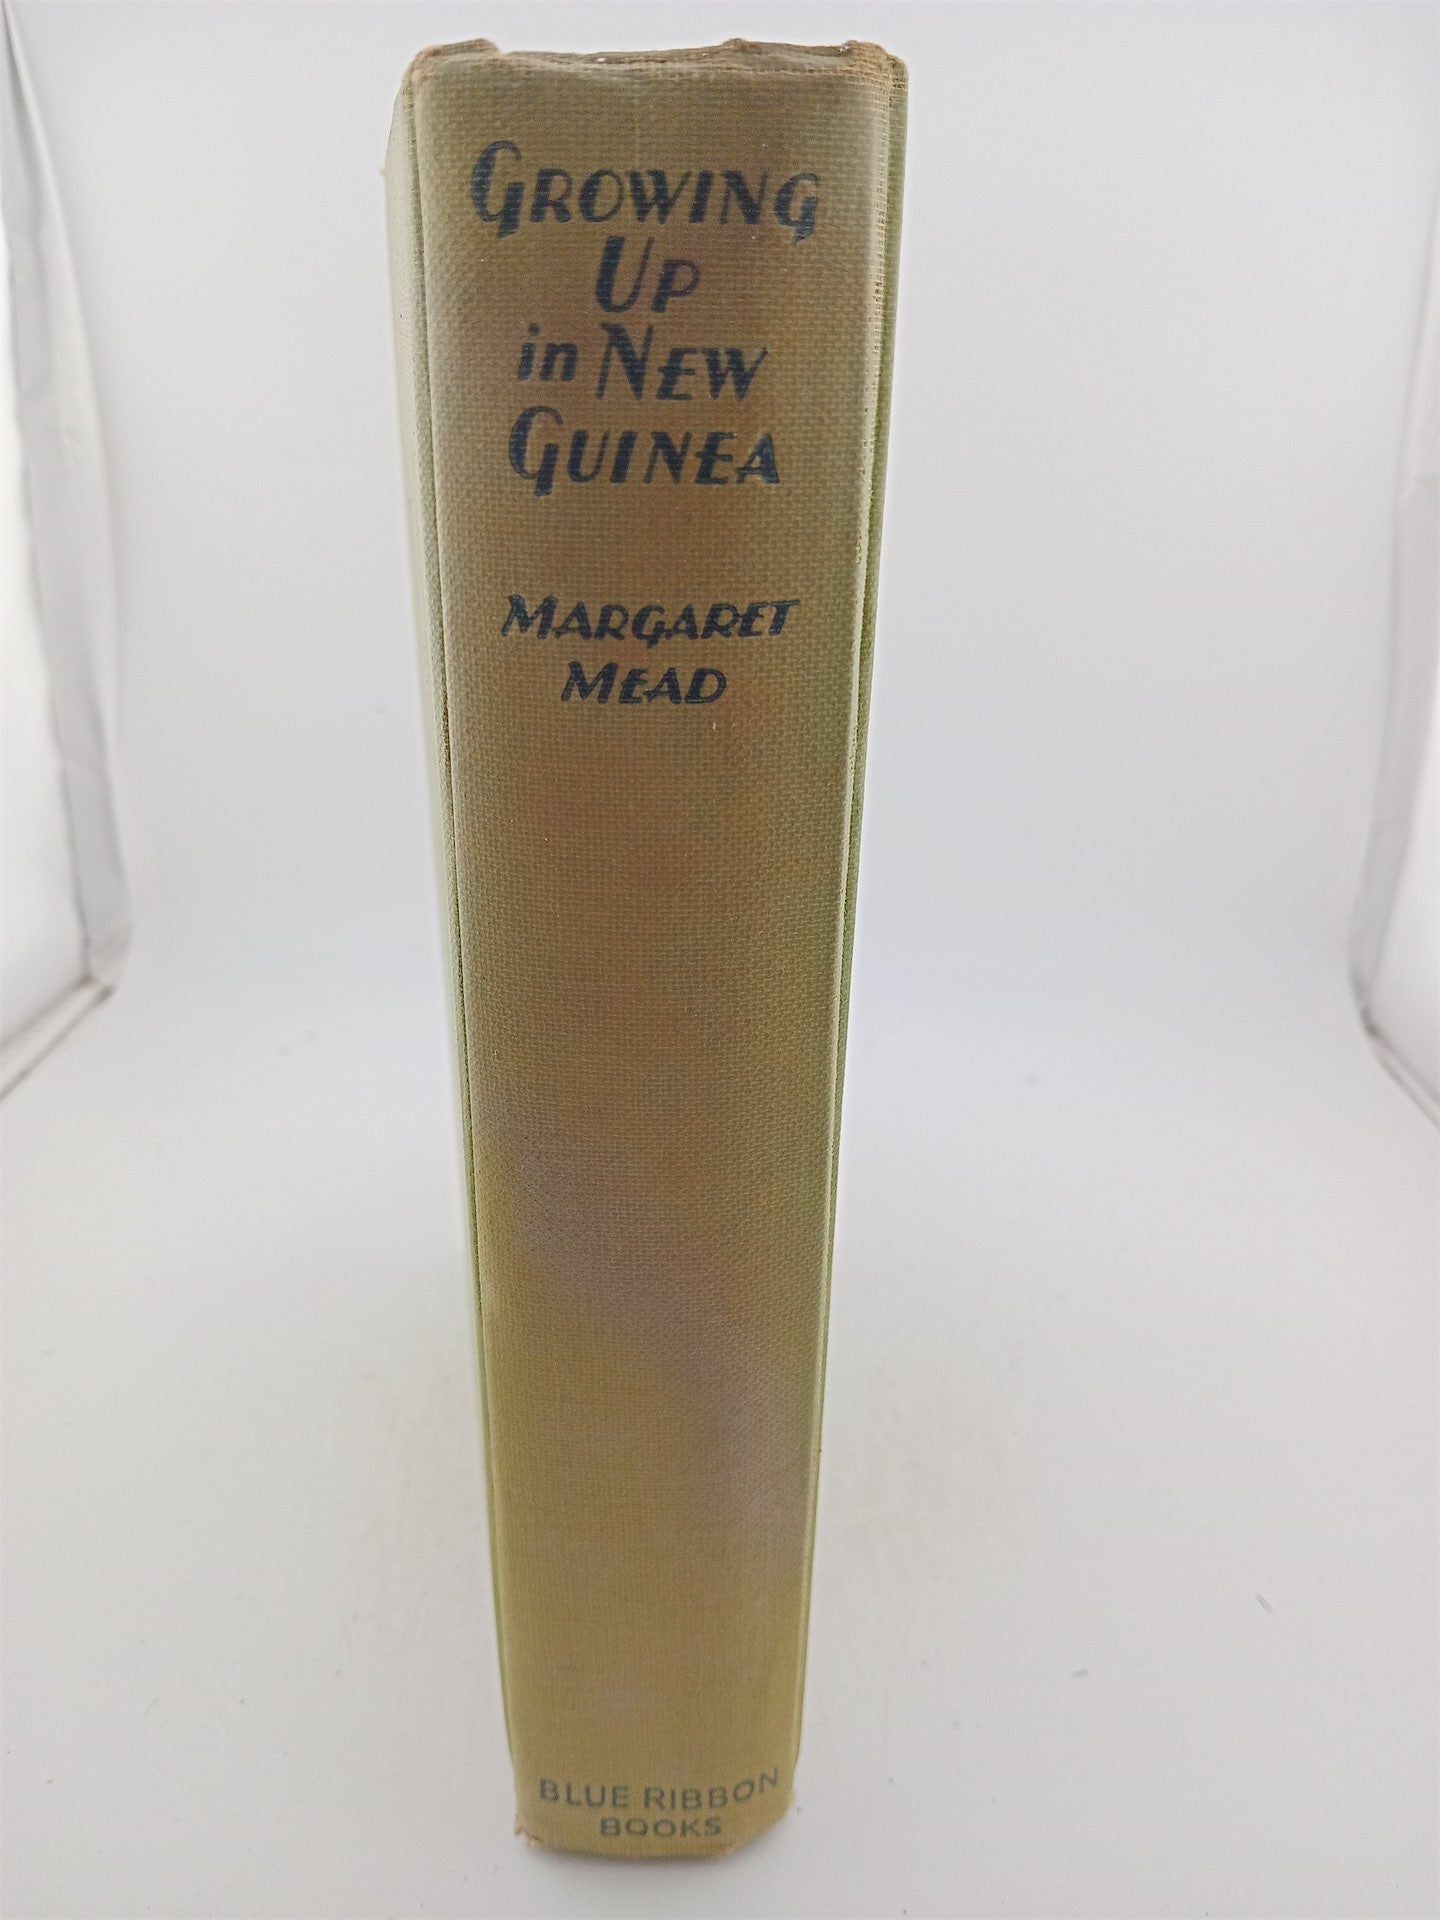 GROWING
UP
in NEW
GUINEA
MARGARET
MEAD
BLUE RIBBON
BOOKS